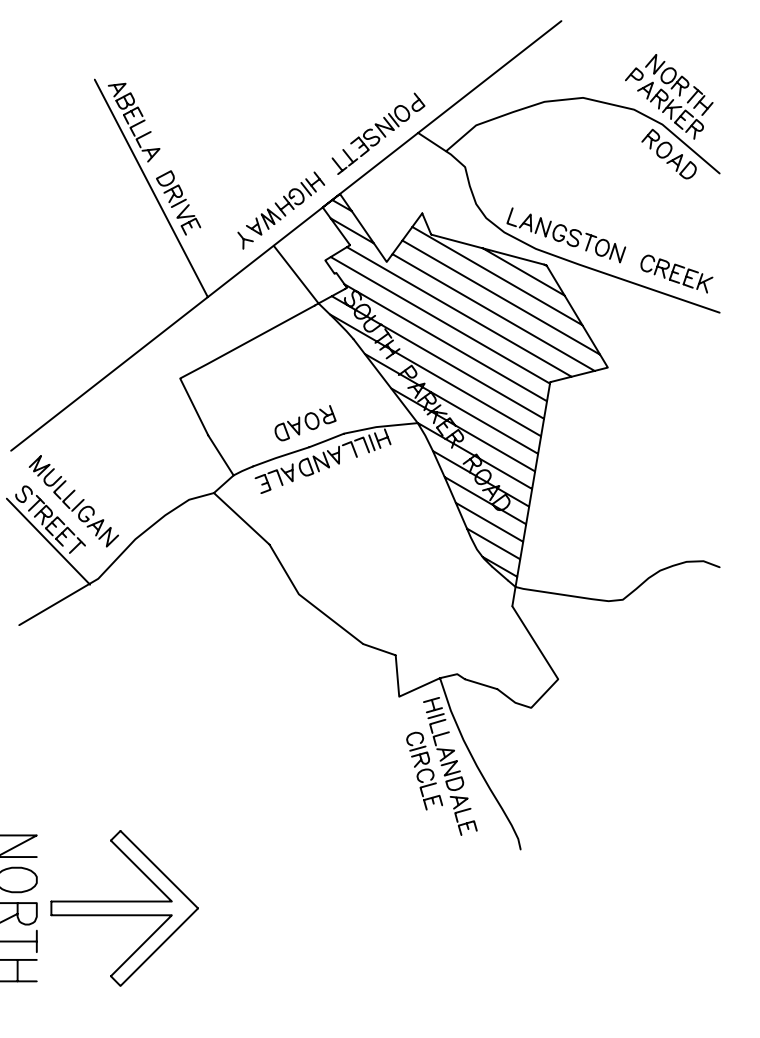 NORTH
PARKER
ROAD
LANGSTON CREEK
POINSETT HIGHWAY
ABELLA DRIVE
SOUTH PARKER ROAD
HILLANDALE
ROAD
MULLIGAN
STREET
HILLANDALE
CIRCLE
NORTH